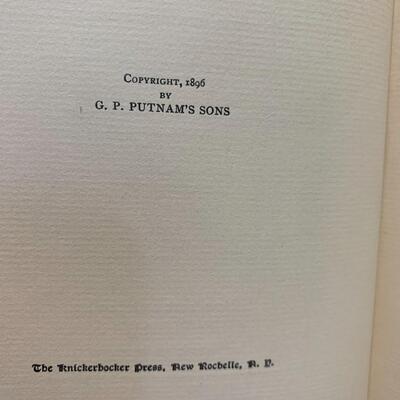 COPYRIGHT, 1896
BY
G. P. PUTNAM'S SONS
The Knickerbocker Press, New Rochelle, N. Y.